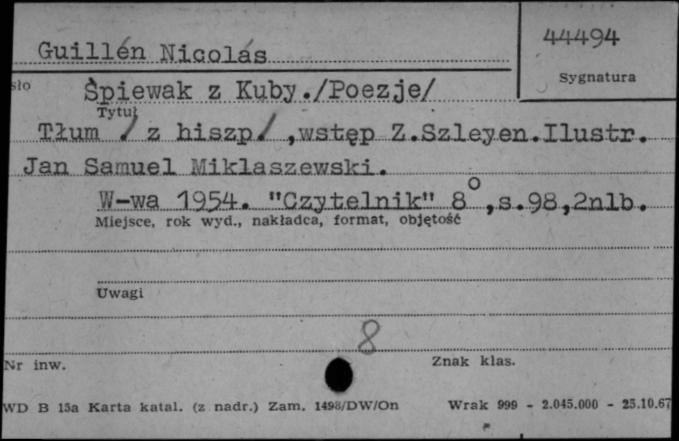 Guillén Nicolás
44494
Sygnatura
sło
Śpiewak z Kuby./Poezje/
Tytuł
Tłum / z hiszp/ ,wstęp Z.Szleyen.Ilustr.
Jan Samuel Miklaszewski.
W-wa 1954. "Czytelnik" 8°,s.98,2nlb.
Miejsce, rok wyd., nakładca, format, objętość
Uwagi
8
Nr inw.
Znak klas.
WD B 15a Karta katal. (z nadr.) Zam. 1498/DW/On Wrak 999 - 2.045.000 - 25.10.67